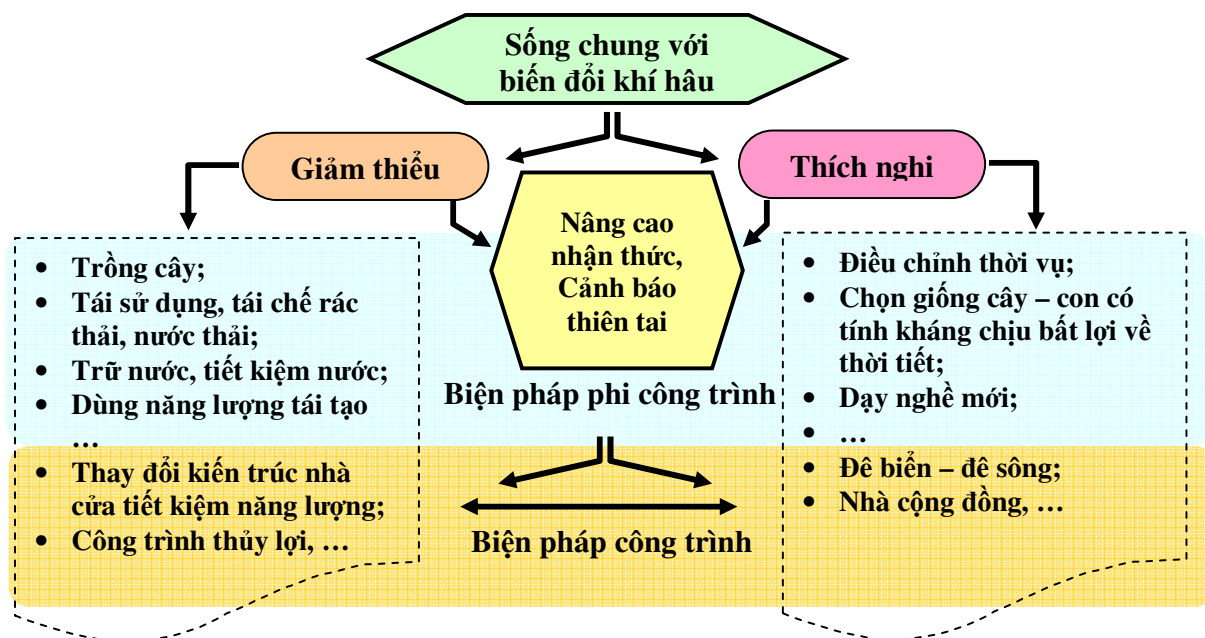 Sống chung với
biến đổi khí hâu
Giảm thiểu
Thích nghi
Nâng cao
nhận thức,
Cảnh báo
thiên tai
• Trồng cây;
• Tái sử dụng, tái chế rác
thải, nước thải;
• Trữ nước, tiết kiệm nước;
• Dùng năng lượng tái tạo
…
• Thay đổi kiến trúc nhà
cửa tiết kiệm năng lượng;
• Công trình thủy lợi, …
Biện pháp phi công trình
Biện pháp công trình
• Điều chỉnh thời vụ;
• Chọn giống cây – con có
tính kháng chịu bất lợi về
thời tiết;
• Dạy nghề mới;
• …
• Đê biển – đê sông;
• Nhà cộng đồng, …